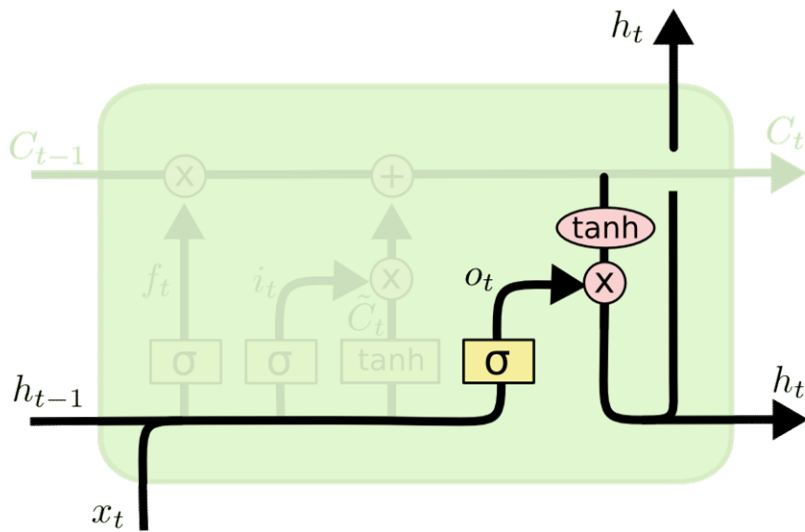 h_t
C_{t-1}
C_t
x
+
tanh
f_t
i_t
x
o_t
x
C̃_t
σ
σ
tanh
σ
h_{t-1}
h_t
x_t